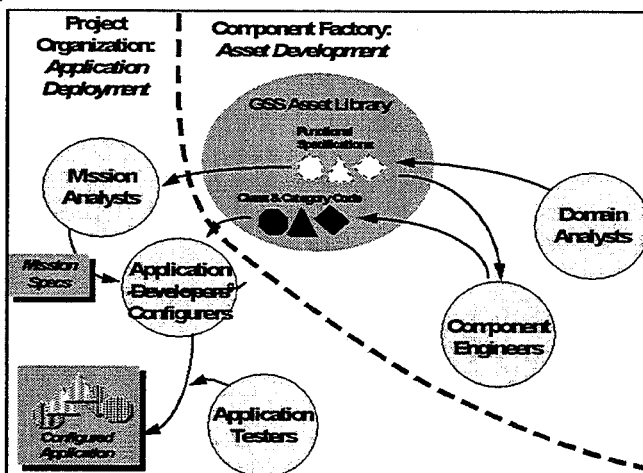 Project
Organization:
Application
Deployment
Component Factory:
Asset Development
GSS Asset Library
Functional
Specifications
Class & Category Code
Mission
Analysts
Domain
Analysts
Mission
Specs
Application
Developers/
Configurers
Component
Engineers
Configured
Application
Application
Testers